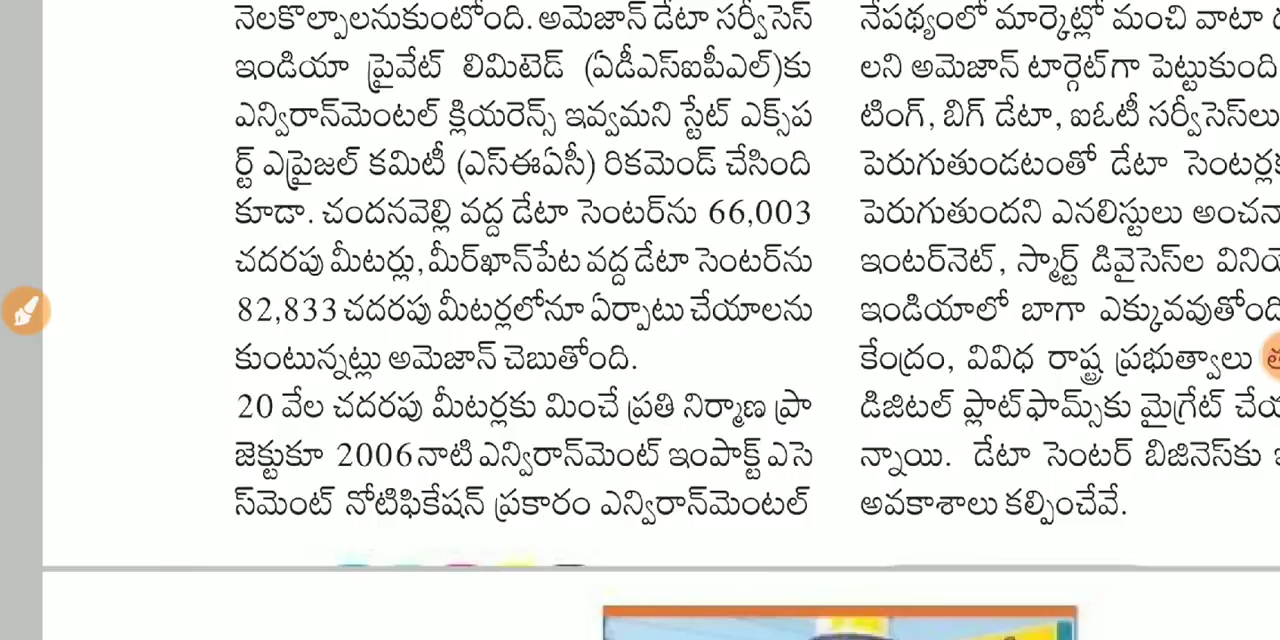 నెలకొల్పాలనుకుంటోంది. అమెజాన్ డేటా సర్వీసెస్
ఇండియా ప్రైవేట్ లిమిటెడ్ (ఏడీఎస్ఐపీఎల్)కు
ఎన్విరాన్‌మెంటల్ క్లియరెన్స్ ఇవ్వమని స్టేట్ ఎక్స్‌ప
ర్ట్ ఎప్రైజల్ కమిటీ (ఎస్ఈఏసీ) రికమెండ్ చేసింది
కూడా. చందనవెల్లి వద్ద డేటా సెంటర్‌ను 66,003
చదరపు మీటర్లు, మీర్‌ఖాన్‌పేట వద్ద డేటా సెంటర్‌ను
82,833 చదరపు మీటర్లలోనూ ఏర్పాటు చేయాలను
కుంటున్నట్లు అమెజాన్ చెబుతోంది.
20 వేల చదరపు మీటర్లకు మించే ప్రతి నిర్మాణ ప్రా
జెక్టుకూ 2006 నాటి ఎన్విరాన్‌మెంట్ ఇంపాక్ట్ ఎసె
స్‌మెంట్ నోటిఫికేషన్ ప్రకారం ఎన్విరాన్‌మెంటల్
నేపథ్యంలో మార్కెట్లో మంచి వాటా
లని అమెజాన్ టార్గెట్‌గా పెట్టుకుంది
టింగ్, బిగ్ డేటా, ఐఓటీ సర్వీసెస్‌లు
పెరుగుతుండటంతో డేటా సెంటర్ల
పెరుగుతుందని ఎనలిస్టులు అంచనా
ఇంటర్‌నెట్, స్మార్ట్ డివైసెస్‌ల
ఇండియాలో బాగా ఎక్కువవుతోంది
కేంద్రం, వివిధ రాష్ట్ర ప్రభుత్వాలు
డిజిటల్ ప్లాట్‌ఫామ్స్‌కు మైగ్రేట్
న్నాయి. డేటా సెంటర్ బిజినెస్‌కు
అవకాశాలు కల్పించేవే.